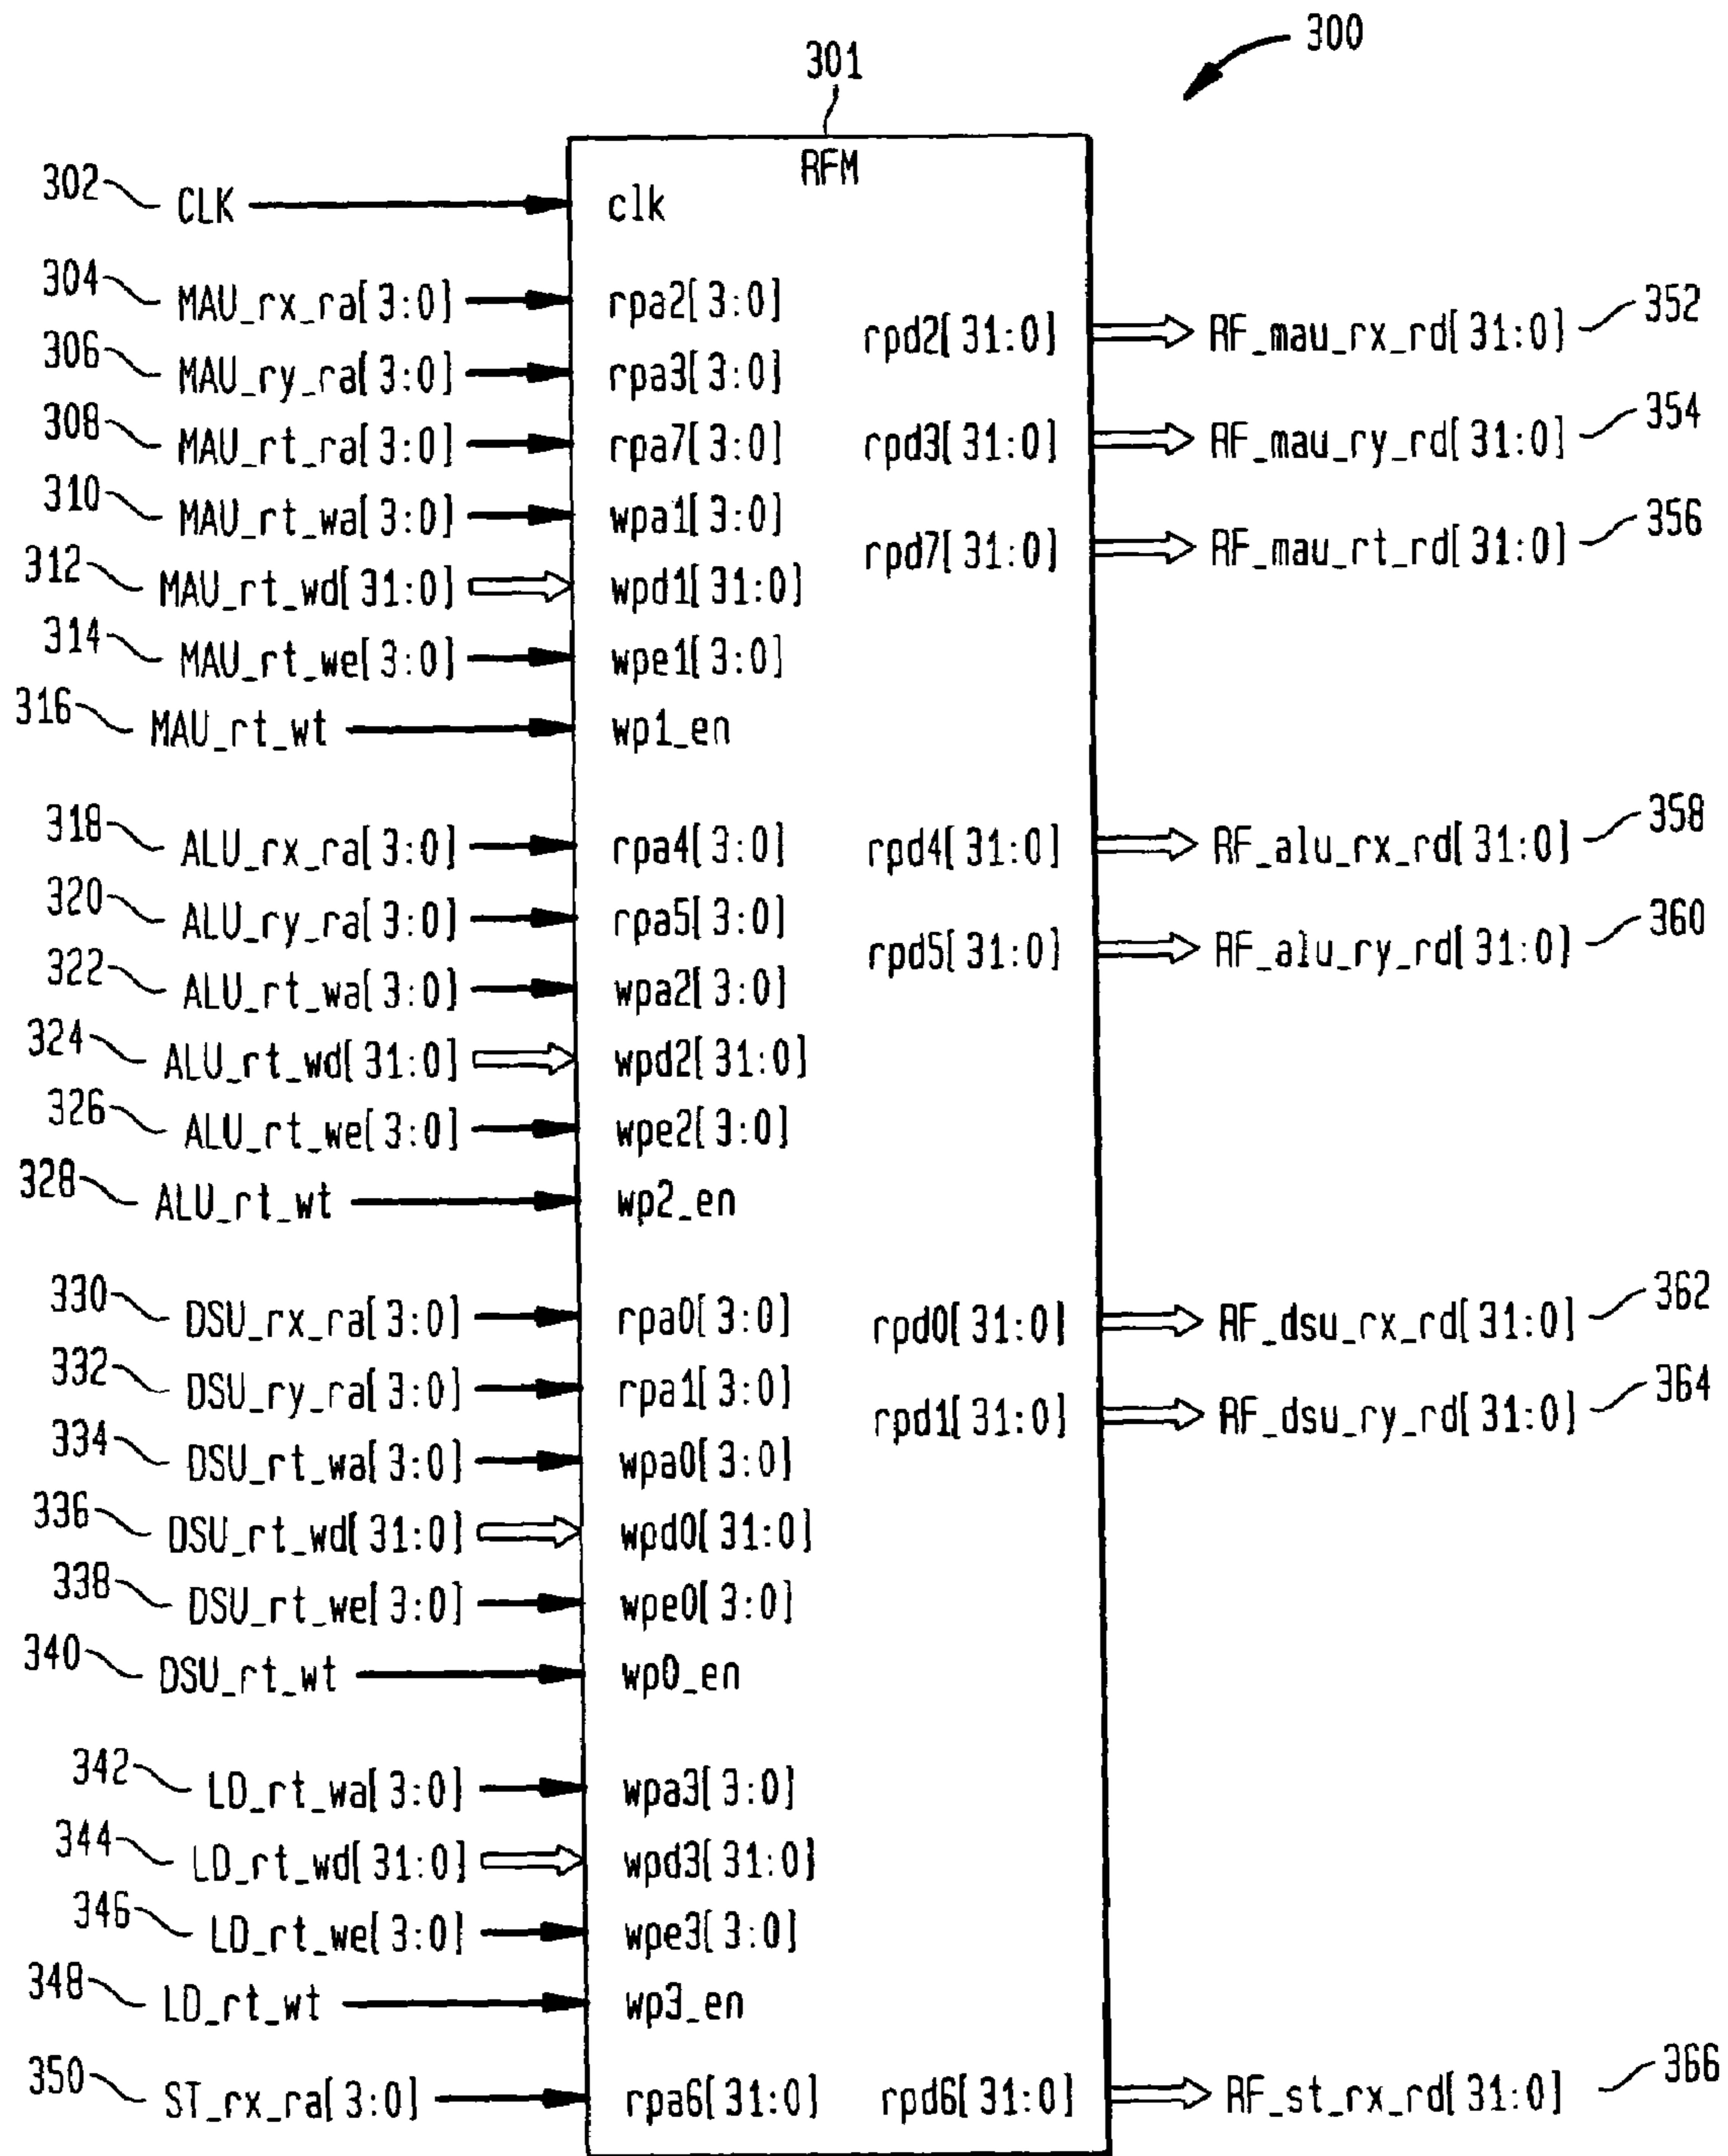 300
301
RFM
302 CLK clk
304 MAU_rx_ra[3:0] rpa2[3:0]
rpd2[31:0] RF_mau_rx_rd[31:0] 352
306 MAU_ry_ra[3:0] rpa3[3:0]
308 MAU_rt_ra[3:0] rpa7[3:0]
rpd3[31:0] RF_mau_ry_rd[31:0] 354
310 MAU_rt_wa[3:0] wpa1[3:0]
rpd7[31:0] RF_mau_rt_rd[31:0] 356
312 MAU_rt_wd[31:0] wpd1[31:0]
314 MAU_rt_we[3:0] wpe1[3:0]
316 MAU_rt_wt wp1_en
318 ALU_rx_ra[3:0] rpa4[3:0] rpd4[31:0] RF_alu_rx_rd[31:0] 358
320 ALU_ry_ra[3:0] rpa5[3:0]
rpd5[31:0] RF_alu_ry_rd[31:0] 360
322 ALU_rt_wa[3:0] wpa2[3:0]
324 ALU_rt_wd[31:0] wpd2[31:0]
326 ALU_rt_we[3:0] wpe2[3:0]
328 ALU_rt_wt wp2_en
330 DSU_rx_ra[3:0] rpa0[3:0] rpd0[31:0] RF_dsu_rx_rd[31:0] 362
332 DSU_ry_ra[3:0] rpa1[3:0]
rpd1[31:0] RF_dsu_ry_rd[31:0] 364
334 DSU_rt_wa[3:0] wpa0[3:0]
336 DSU_rt_wd[31:0] wpd0[31:0]
338 DSU_rt_we[3:0] wpe0[3:0]
340 DSU_rt_wt wp0_en
342 LD_rt_wa[3:0] wpa3[3:0]
344 LD_rt_wd[31:0] wpd3[31:0]
346 LD_rt_we[3:0] wpe3[3:0]
348 LD_rt_wt wp3_en
350 ST_rx_ra[3:0] rpa6[31:0] rpd6[31:0] RF_st_rx_rd[31:0] 366